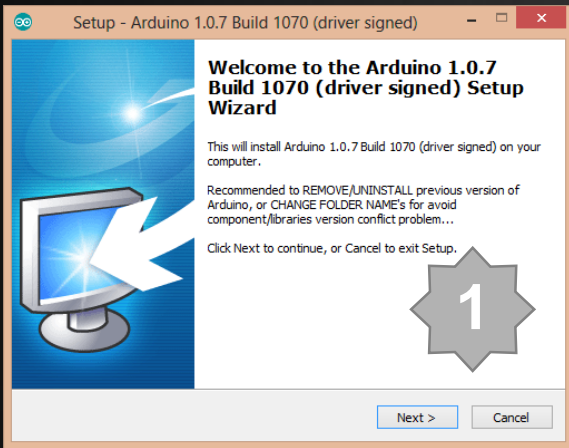 Setup - Arduino 1.0.7 Build 1070 (driver signed)
Welcome to the Arduino 1.0.7
Build 1070 (driver signed) Setup
Wizard
This will install Arduino 1.0.7 Build 1070 (driver signed) on your
computer.
Recommended to REMOVE/UNINSTALL previous version of
Arduino, or CHANGE FOLDER NAME's for avoid
component/libraries version conflict problem...
Click Next to continue, or Cancel to exit Setup.
1
Next >
Cancel